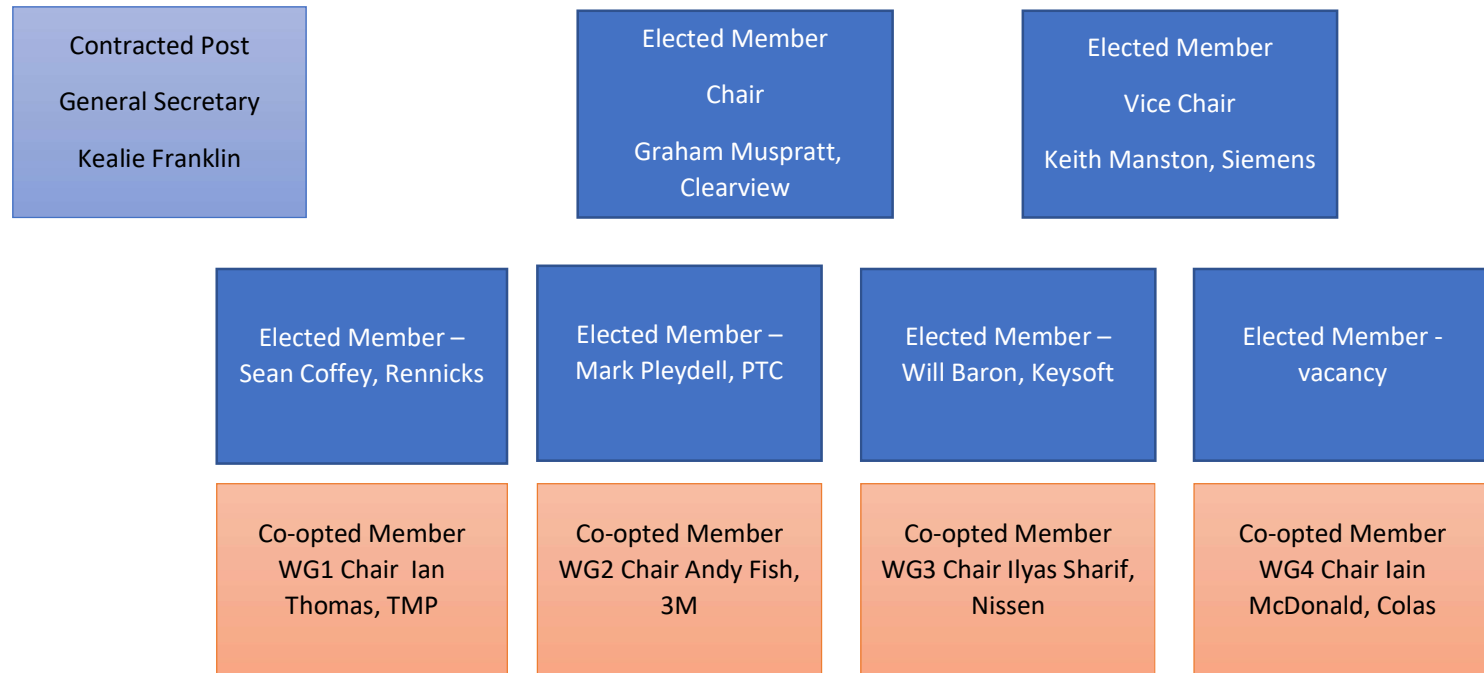 Contracted Post
General Secretary
Kealie Franklin
Elected Member
Chair
Graham Muspratt,
Clearview
Elected Member
Vice Chair
Keith Manston, Siemens
Elected Member –
Sean Coffey, Rennicks
Elected Member –
Mark Pleydell, PTC
Elected Member –
Will Baron, Keysoft
Elected Member -
vacancy
Co-opted Member
WG1 Chair  Ian
Thomas, TMP
Co-opted Member
WG2 Chair Andy Fish,
3M
Co-opted Member
WG3 Chair Ilyas Sharif,
Nissen
Co-opted Member
WG4 Chair Iain
McDonald, Colas